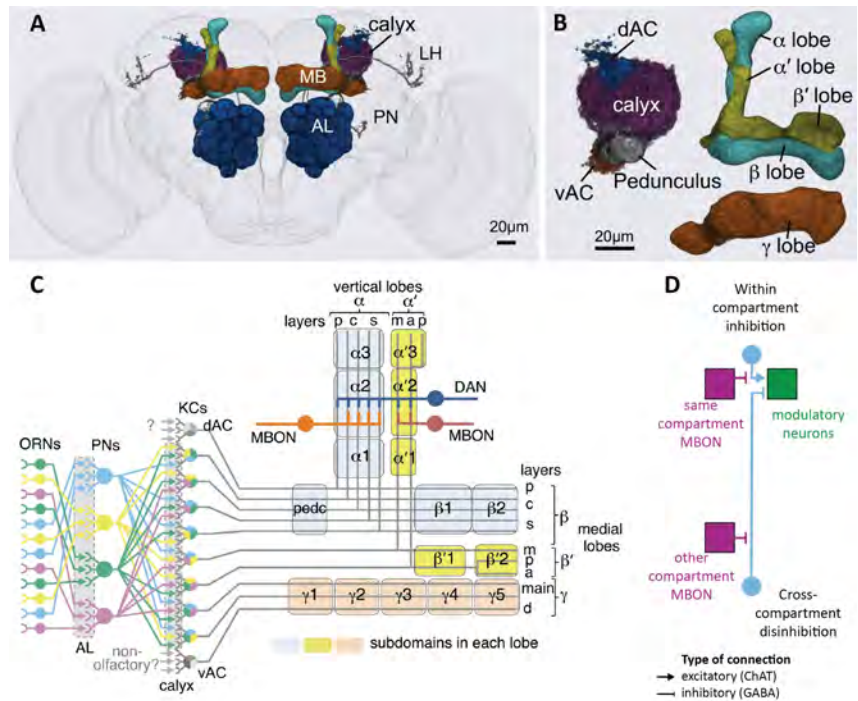 A
calyx
LH
MB
AL
PN
20µm
B
dAC
calyx
vAC
Pedunculus
20µm
α lobe
α′ lobe
β′ lobe
β lobe
γ lobe
C
vertical lobes
α
α′
layers p c s m a p
α3
α′3
α2
α′2
DAN
MBON
MBON
α1
α′1
?
KCs
dAC
ORNs
PNs
layers
pedc
β1
β2
p
c
s
β
medial
lobes
β′1
β′2
m
p
a
β′
γ1
γ2
γ3
γ4
γ5
main
d
γ
AL
non-
olfactory?
vAC
calyx
subdomains in each lobe
D
Within
compartment
inhibition
same
compartment
MBON
modulatory
neurons
other
compartment
MBON
Cross-
compartment
disinhibition
Type of connection
excitatory (ChAT)
inhibitory (GABA)